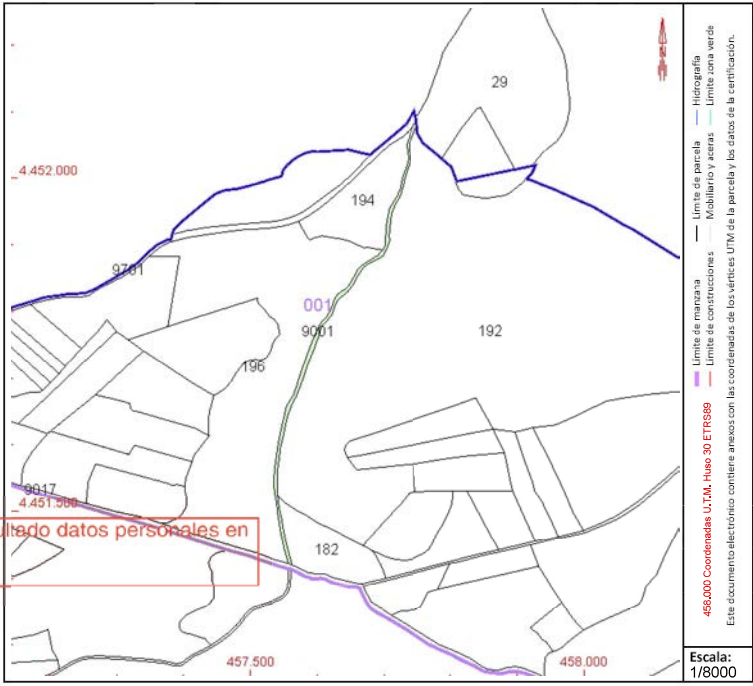 29
4.452.000
194
9701
001
9001
192
196
9017
4.451.500
ultado datos personales en
182
457.500
458.000
Límite de manzana
Límite de parcela
Hidrografía
Límite de construcciones
Mobiliario y aceras
Límite zona verde
458,000 Coordenadas U.T.M. Huso 30 ETRS89
Este documento electrónico contiene anexos con las coordenadas de los vértices UTM de la parcela y los datos de la certificación.
Escala:
1/8000